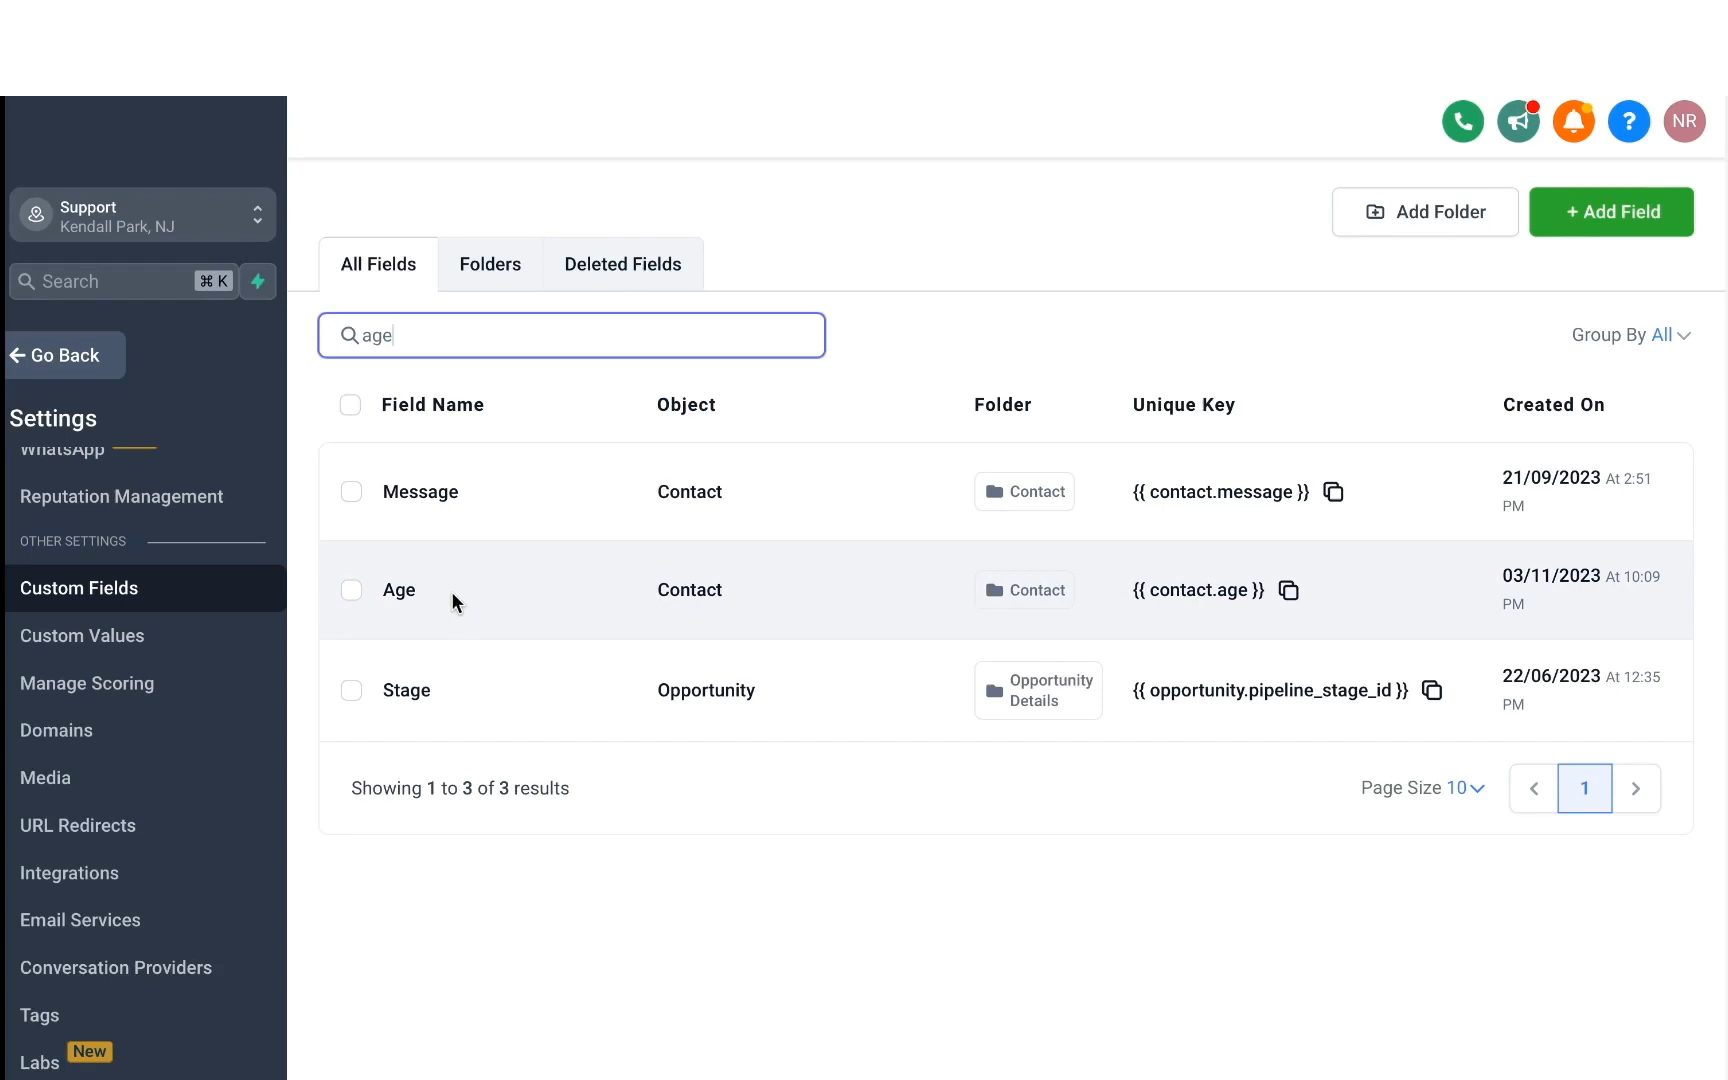 NR
Support
Kendall Park, NJ
Search ⌘ K
Go Back
Settings
WhatsApp
Reputation Management
OTHER SETTINGS
Custom Fields
Custom Values
Manage Scoring
Domains
Media
URL Redirects
Integrations
Email Services
Conversation Providers
Tags
Labs New
Add Folder
+ Add Field
All Fields Folders Deleted Fields
age
Group By All
Field Name Object Folder Unique Key Created On
Message Contact Contact {{ contact.message }} 21/09/2023 At 2:51
PM
Age Contact Contact {{ contact.age }} 03/11/2023 At 10:09
PM
Stage Opportunity Opportunity
Details {{ opportunity.pipeline_stage_id }} 22/06/2023 At 12:35
PM
Showing 1 to 3 of 3 results
Page Size 10 1